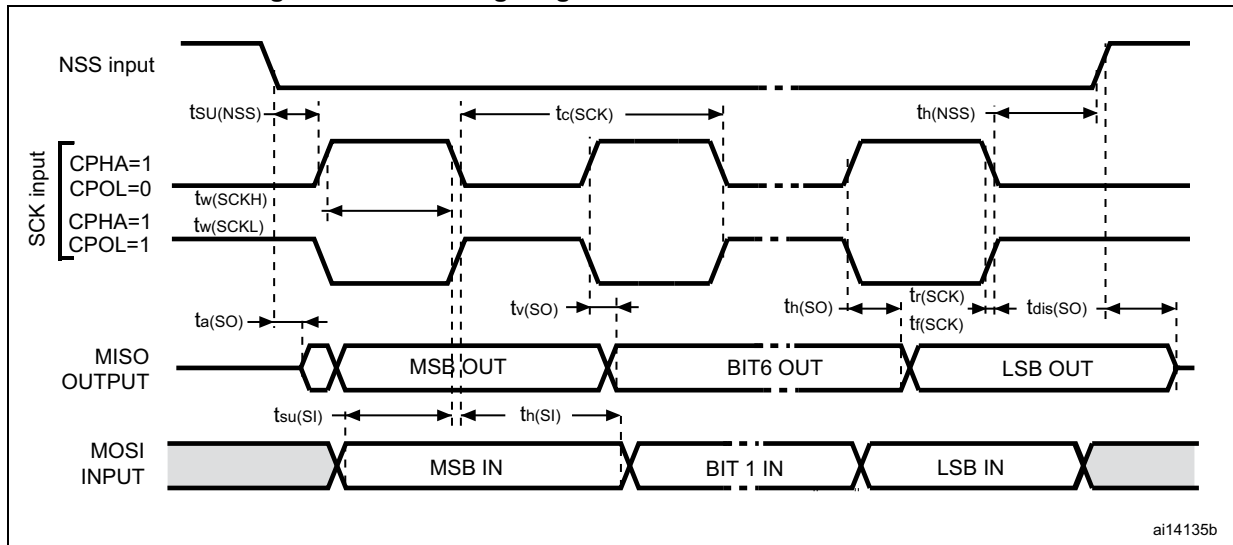 NSS input
tSU(NSS)
tc(SCK)
th(NSS)
SCK input
CPHA=1
CPOL=0
tw(SCKH)
CPHA=1
tw(SCKL)
CPOL=1
tv(SO)
th(SO)
tr(SCK)
tf(SCK)
tdis(SO)
ta(SO)
MISO
OUTPUT
MSB OUT
BIT6 OUT
LSB OUT
tsu(SI)
th(SI)
MOSI
INPUT
MSB IN
BIT 1 IN
LSB IN
ai14135b